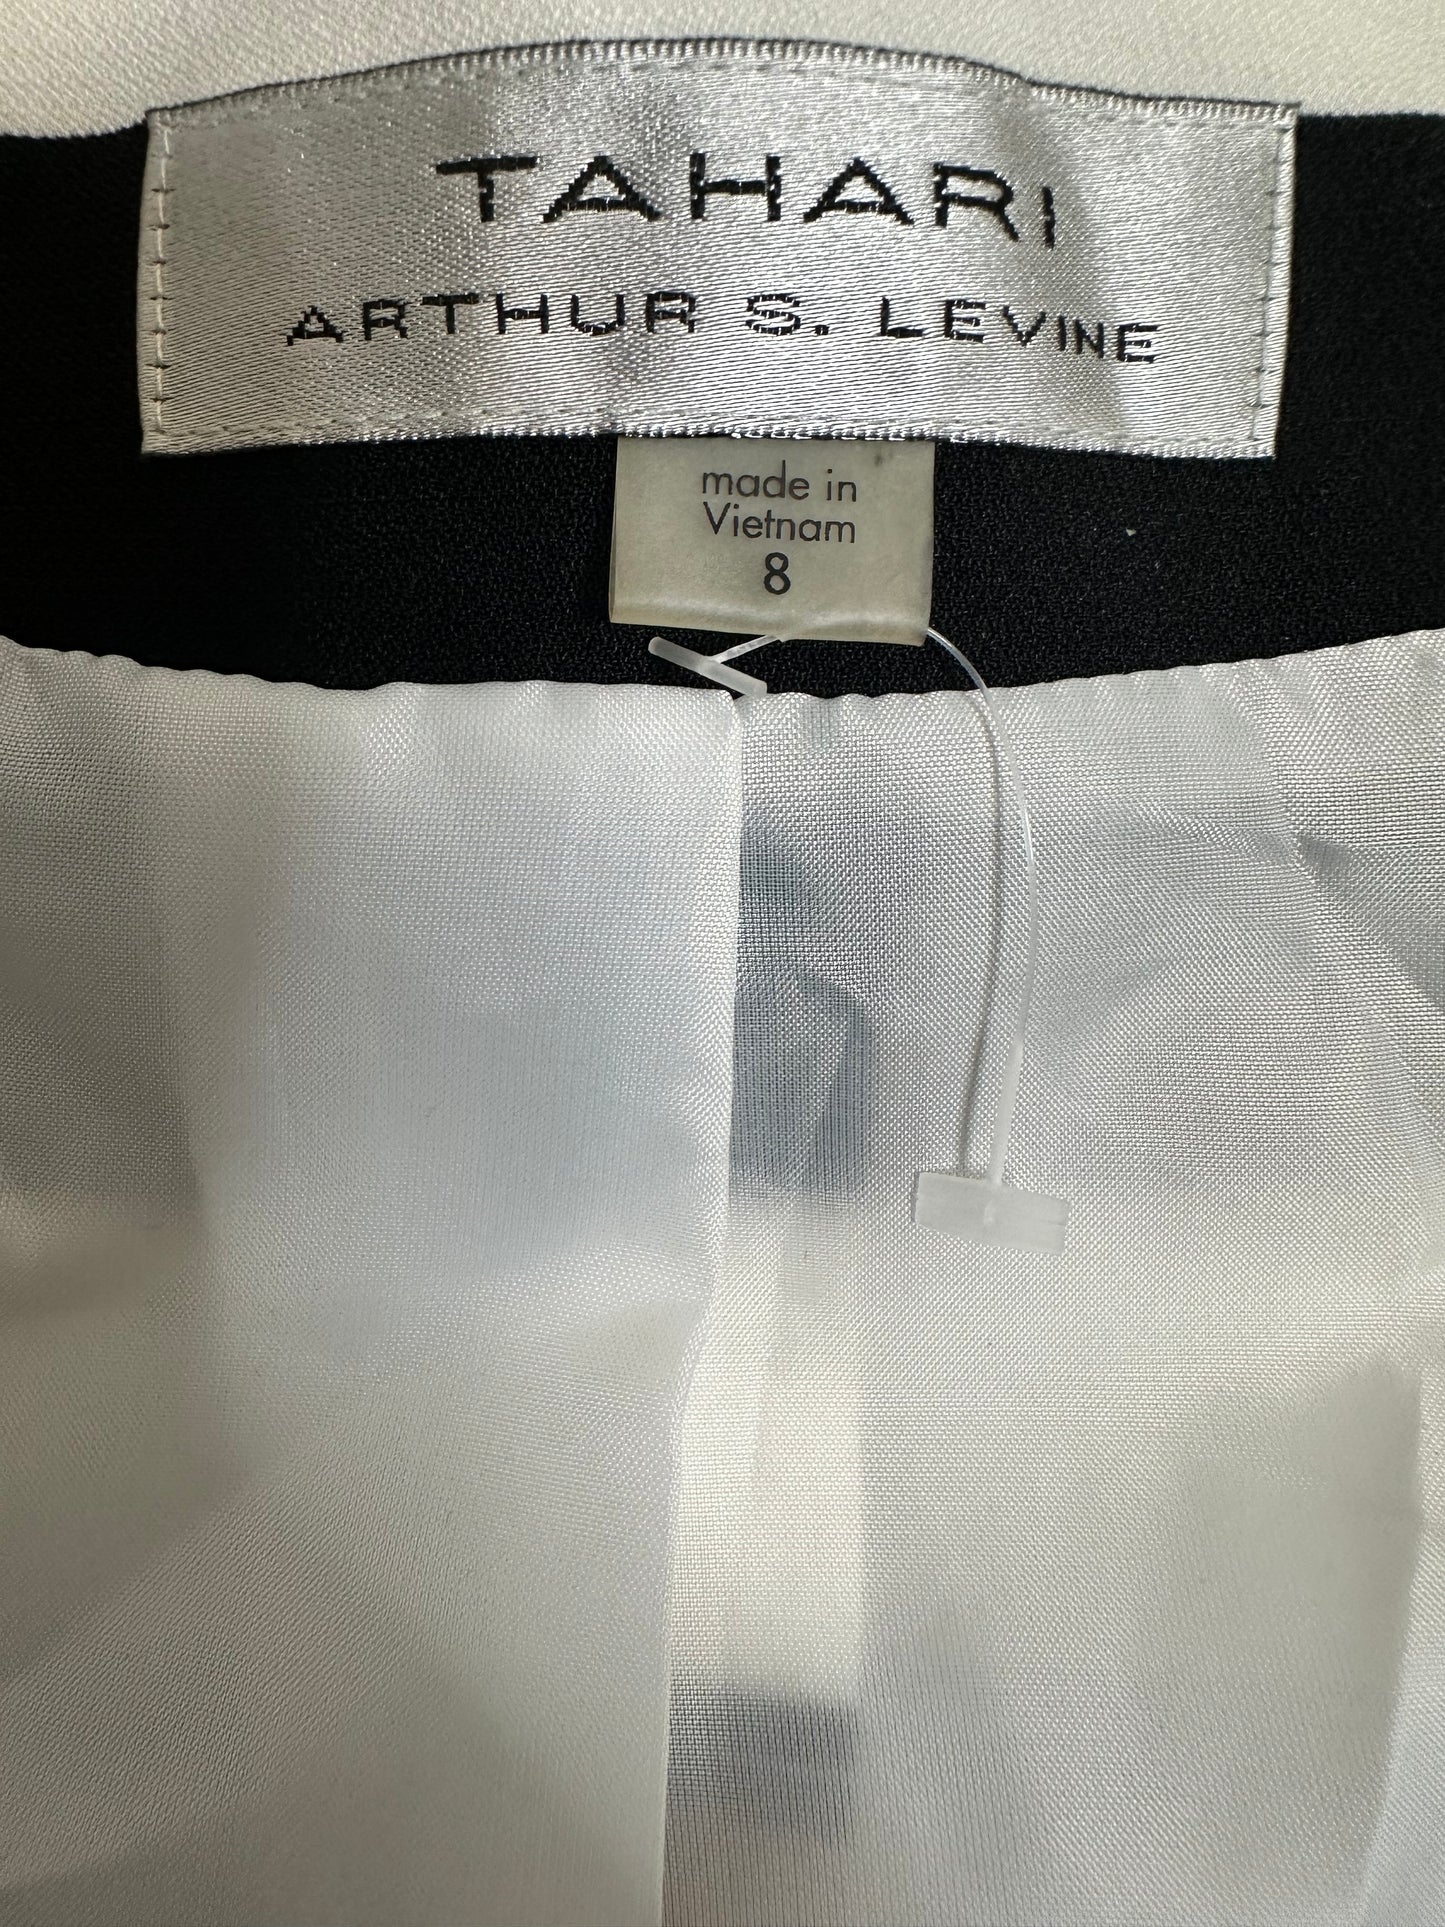 TAHARI
ARTHUR S. LEVINE
made in
Vietnam
8